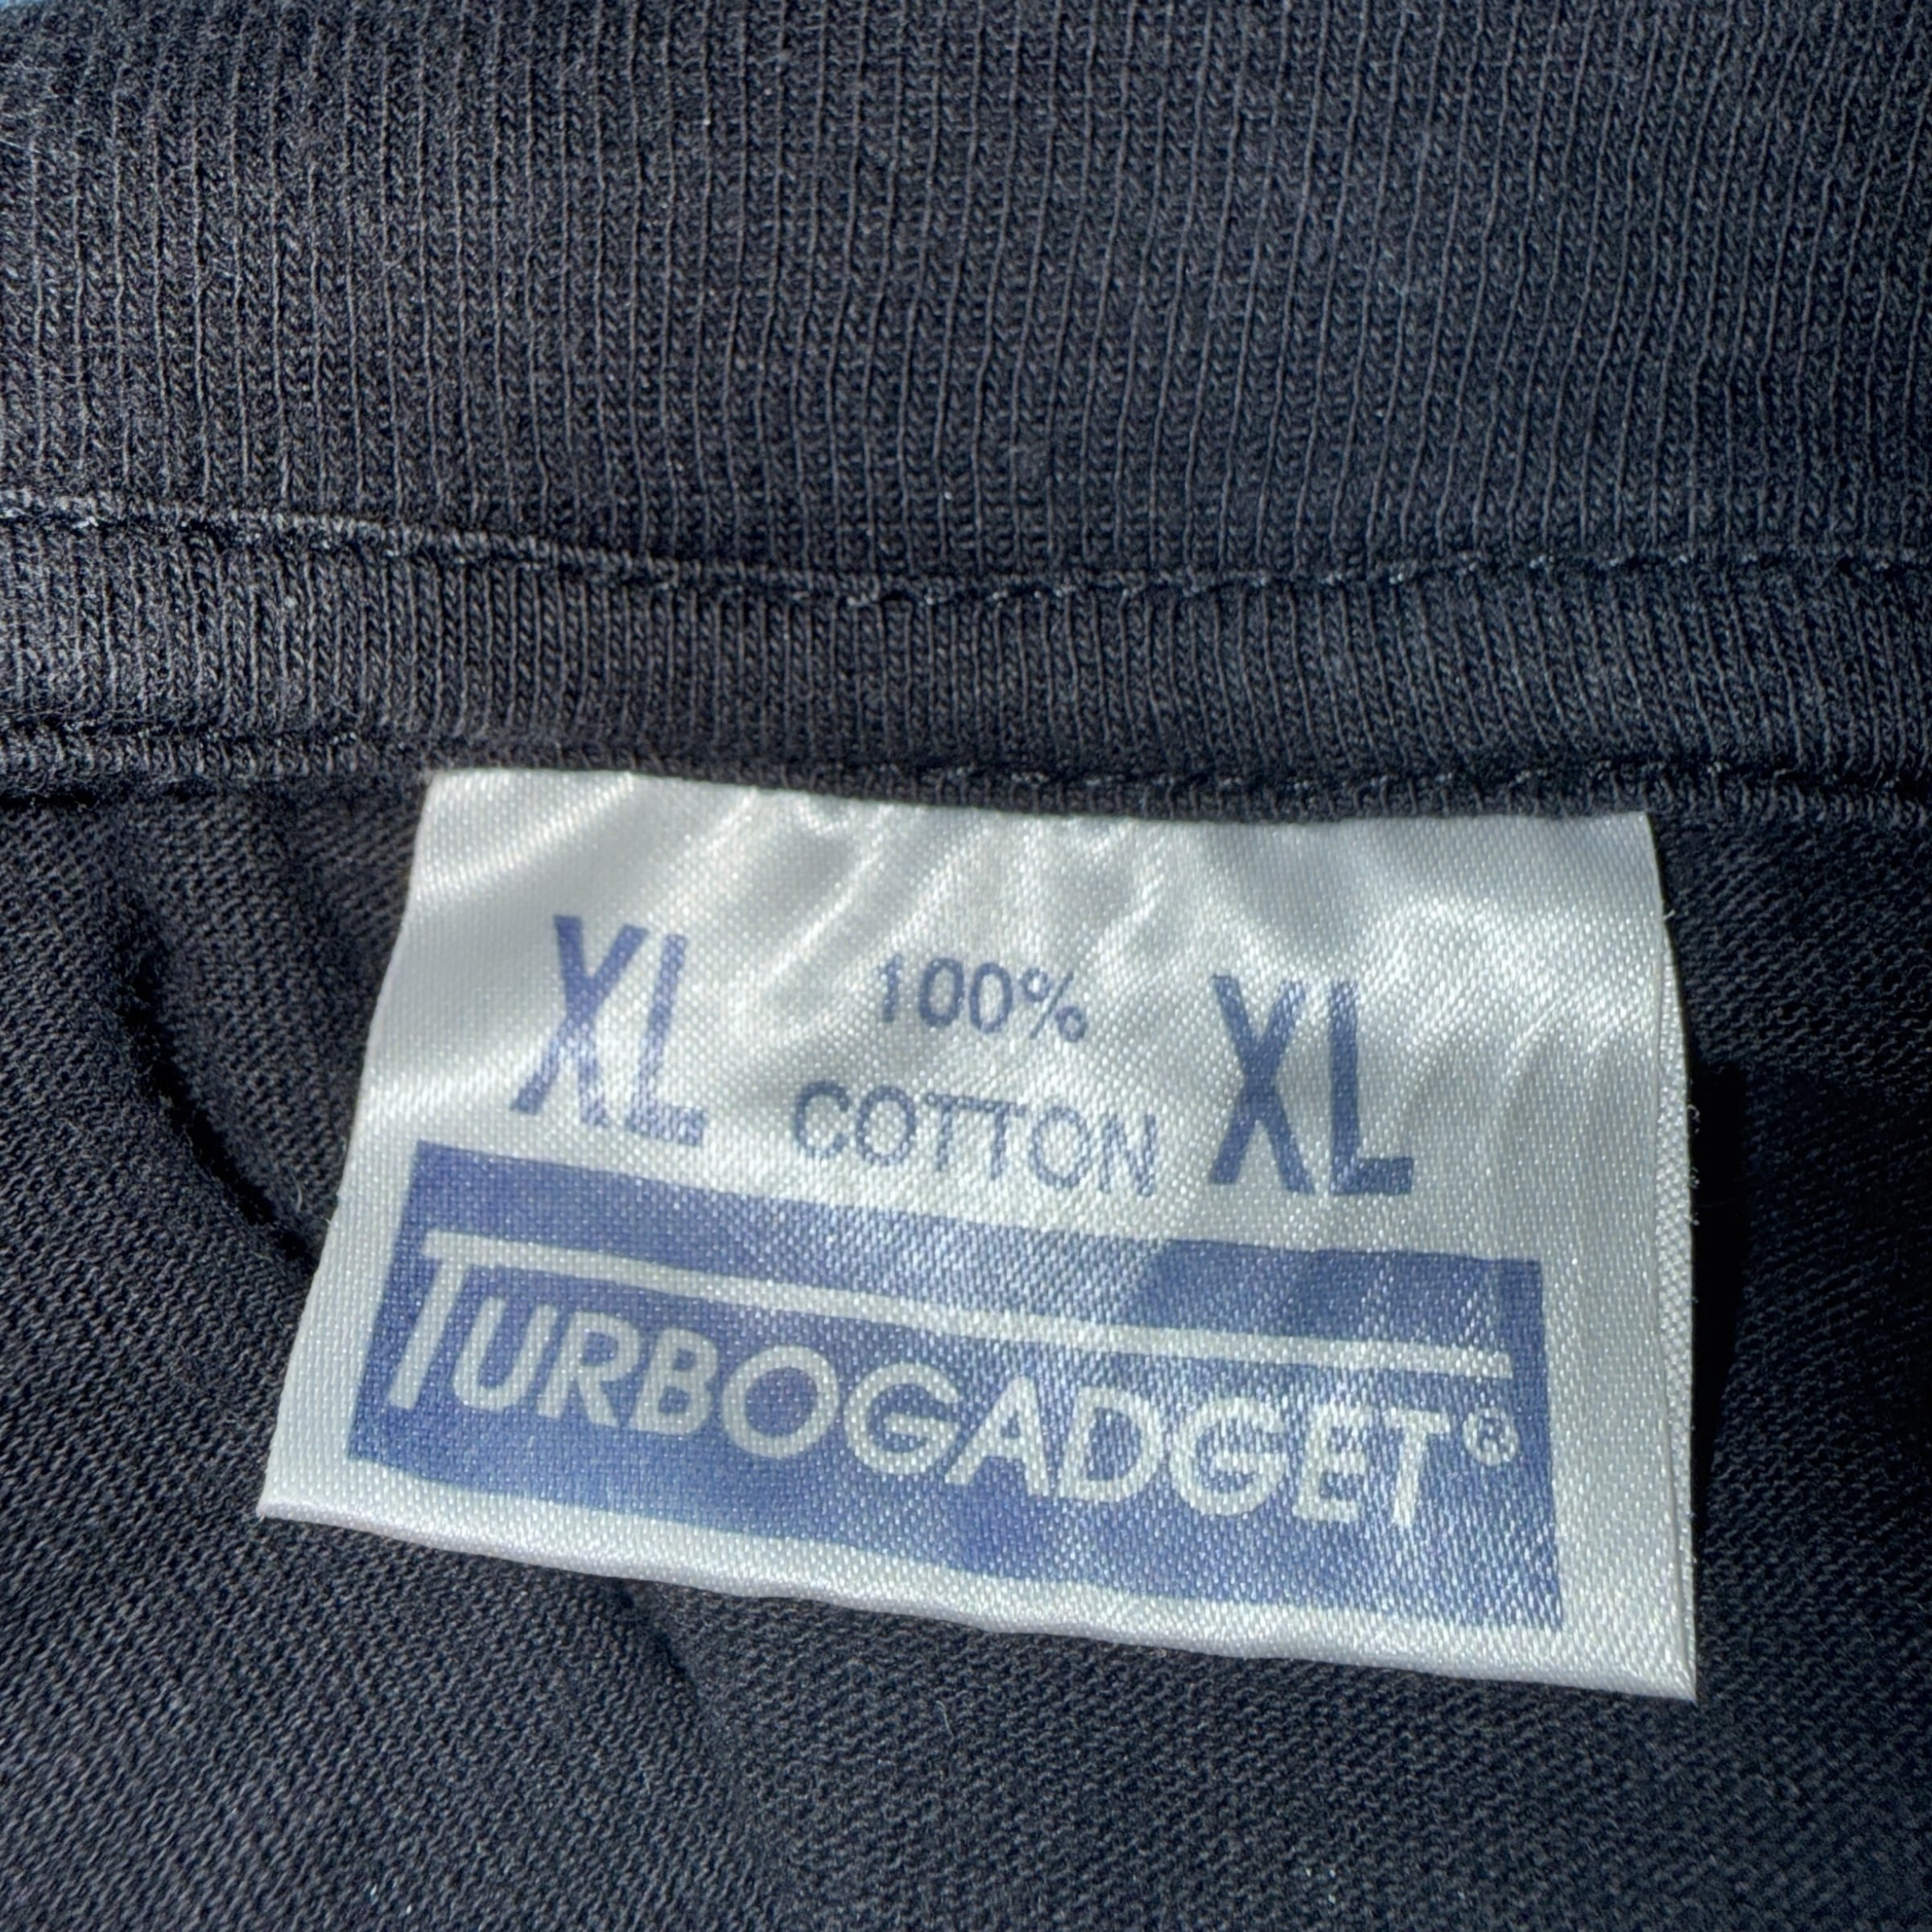 XL 100% XL
COTTON
TURBOGADGET®